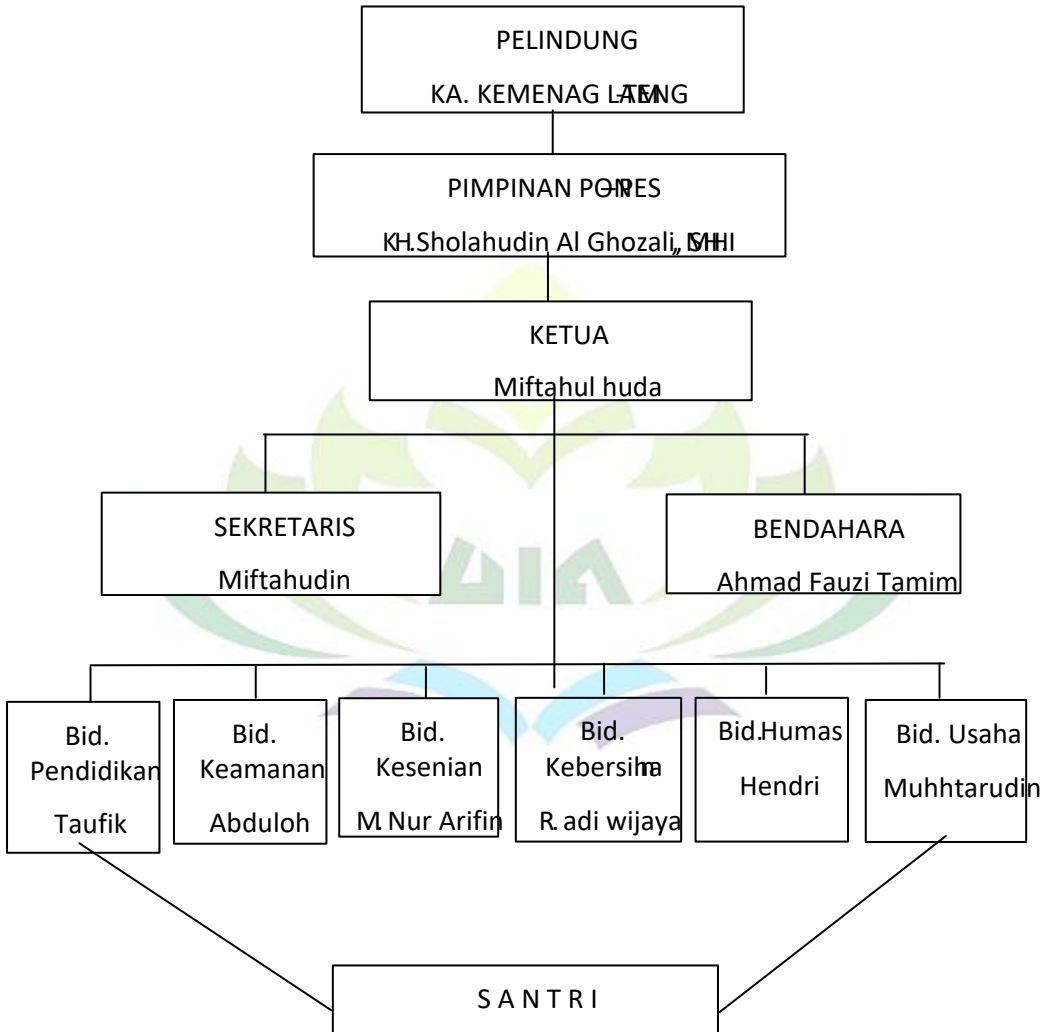 PELINDUNG
KA. KEMENAG
PIMPINAN
KH.Sholahudin Al Ghozali,
KETUA
Miftahul huda
SEKRETARIS
Miftahudin
BENDAHARA
Ahmad Fauzi Tamim
UIA
Bid.
Pendidikan
Taufik
Bid.
Keamanan
Abduloh
Bid.
Kesenian
M. Nur Arifin
Bid.
R. adi wijaya
Bid.Humas
Hendri
Bid. Usaha
Muhhtarudin
S A N T R I